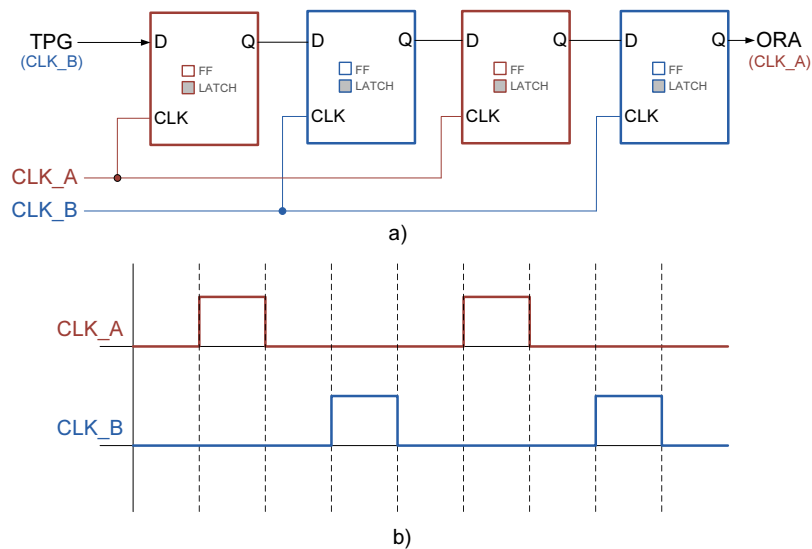 TPG
(CLK_B)
D
Q
FF
LATCH
CLK
D
Q
FF
LATCH
CLK
D
Q
FF
LATCH
CLK
D
Q
FF
LATCH
CLK
ORA
(CLK_A)
CLK_A
CLK_B
a)
CLK_A
CLK_B
b)